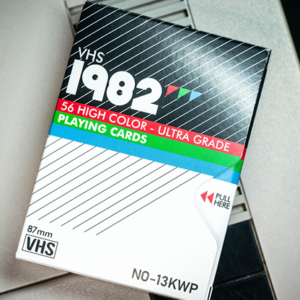 VHS
1982
56 HIGH COLOR - ULTRA GRADE
PLAYING CARDS
PULL
HERE
87mm
VHS
NO-13KWP